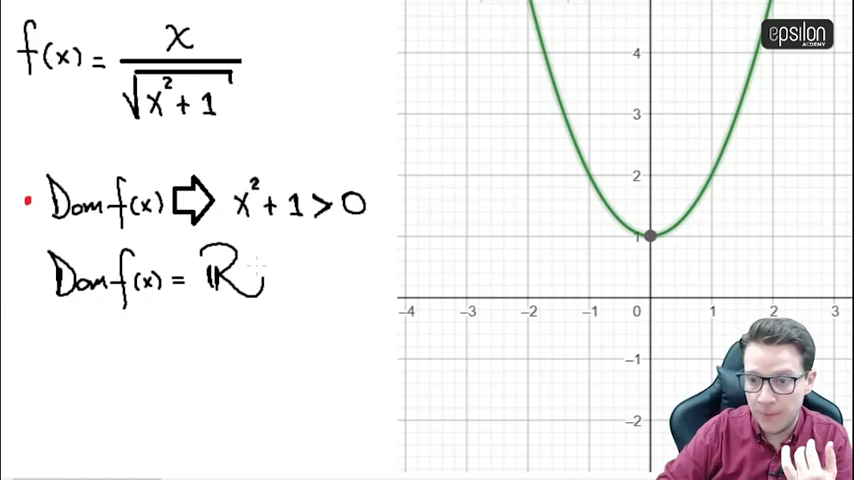 f(x) = x / √x² + 1
Dom f(x) ⇨ x² + 1 > 0
Dom f(x) = ℝ
epsilon
ACADEMY
4
3
2
1
-4 -3 -2 -1 0 1 2 3
-1
-2